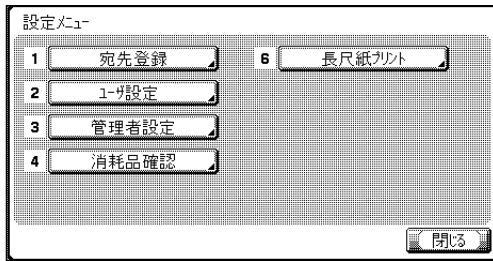 設定ﾒﾆｭｰ
1 宛先登録
2 ﾕｰｻﾞ設定
3 管理者設定
4 消耗品確認
6 長尺紙ﾌﾟﾘﾝﾄ
閉じる